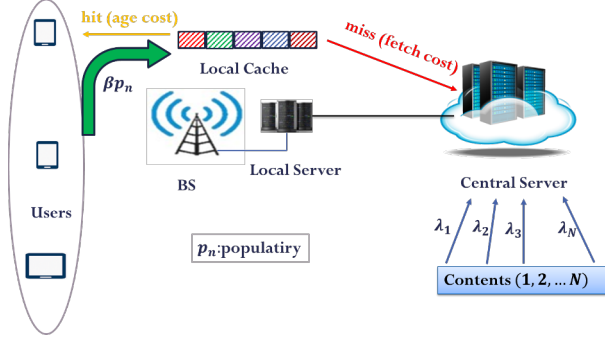 hit (age cost)
miss (fetch cost)
Local Cache
βpₙ
Local Server
BS
Central Server
Users
λ₁ λ₂ λ₃ λ_N
pₙ:populatiry
Contents (1, 2, … N)